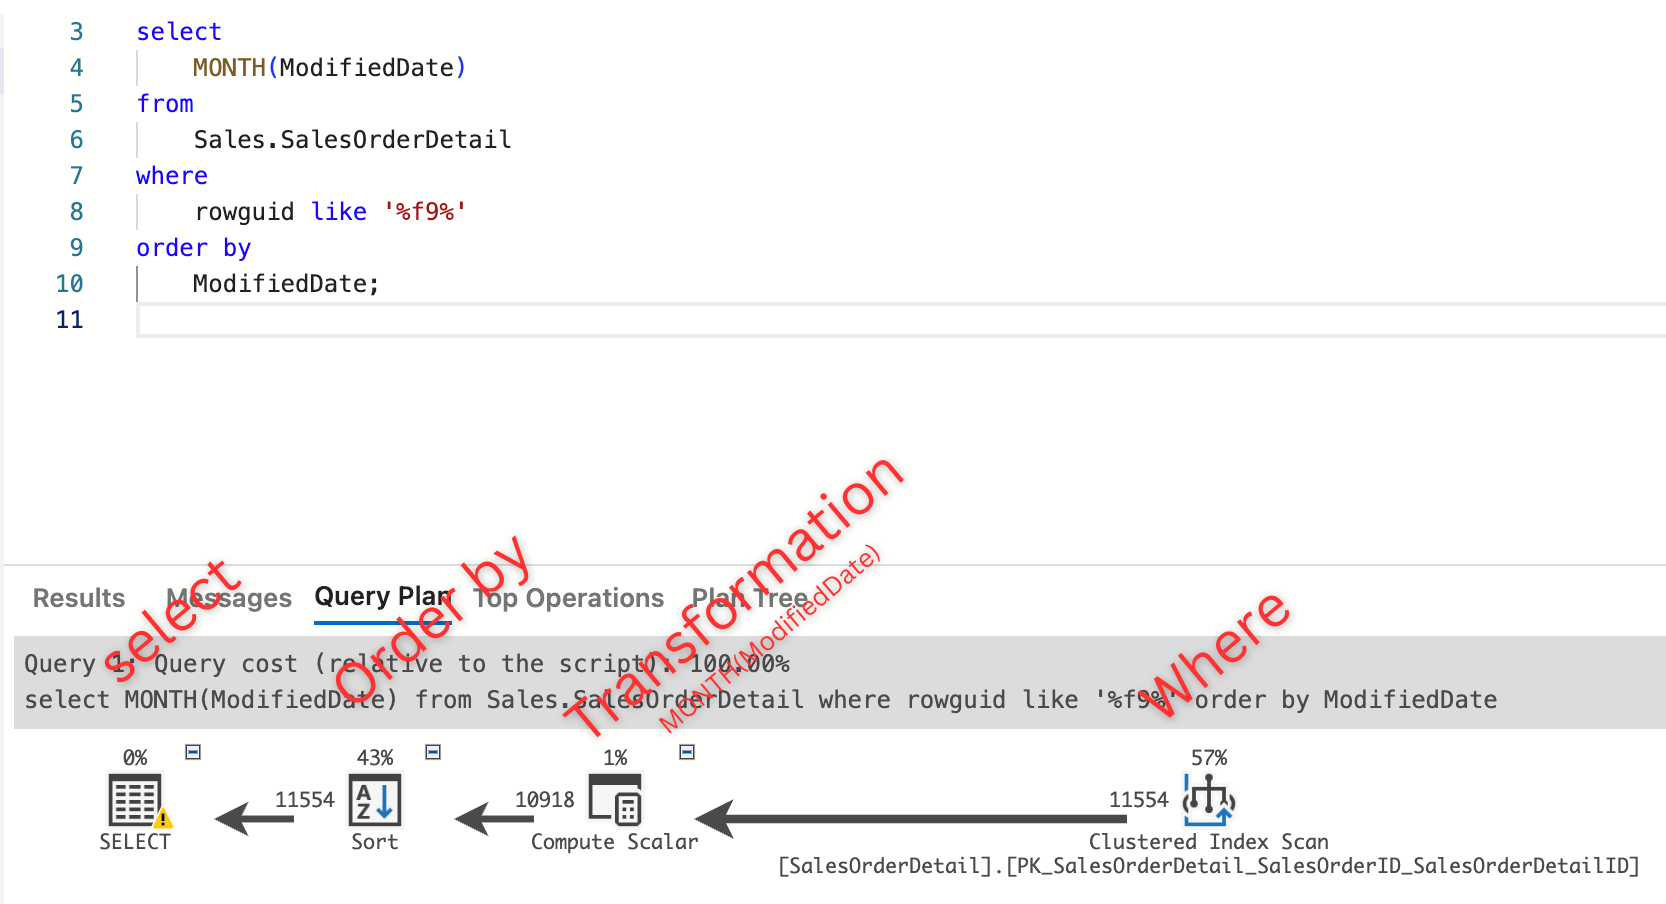 3 select
4 MONTH(ModifiedDate)
5 from
6 Sales.SalesOrderDetail
7 where
8 rowguid like '%f9%'
9 order by
10 ModifiedDate;
11
select
Order by
Transformation
MONTH(ModifiedDate)
Where
Results Messages Query Plan Top Operations Plan Tree
Query 1: Query cost (relative to the script): 100.00%
select MONTH(ModifiedDate) from Sales.SalesOrderDetail where rowguid like '%f9%' order by ModifiedDate
0% 43% 1% 57%
11554 10918 11554
SELECT Sort Compute Scalar Clustered Index Scan
[SalesOrderDetail].[PK_SalesOrderDetail_SalesOrderID_SalesOrderDetailID]